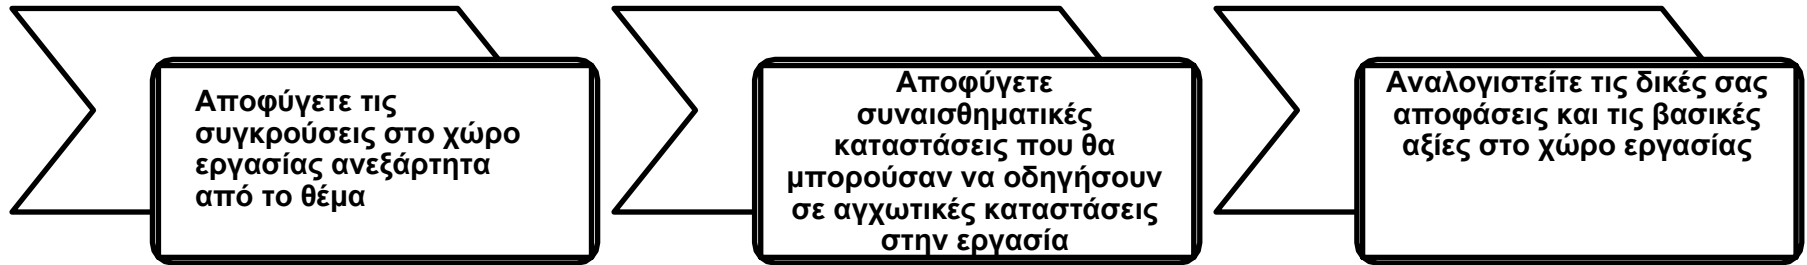 Αποφύγετε τις
συγκρούσεις στο χώρο
εργασίας ανεξάρτητα
από το θέμα
Αποφύγετε
συναισθηματικές
καταστάσεις που θα
μπορούσαν να οδηγήσουν
σε αγχωτικές καταστάσεις
στην εργασία
Αναλογιστείτε τις δικές σας
αποφάσεις και τις βασικές
αξίες στο χώρο εργασίας